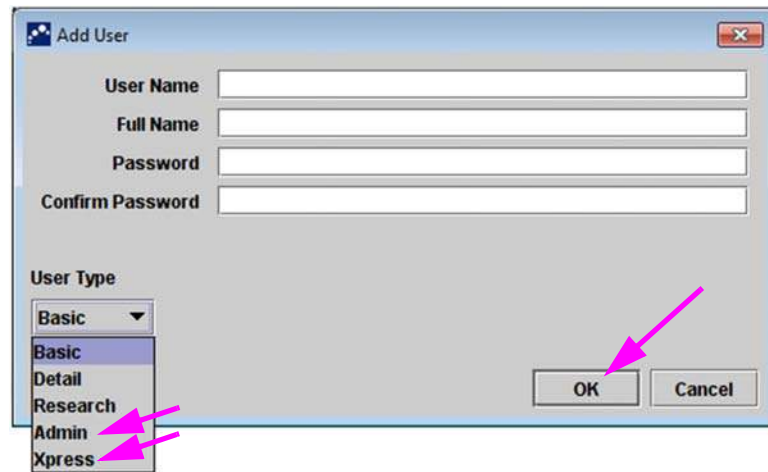 Add User
User Name
Full Name
Password
Confirm Password
User Type
Basic
Basic
Detail
Research
Admin
Xpress
OK Cancel